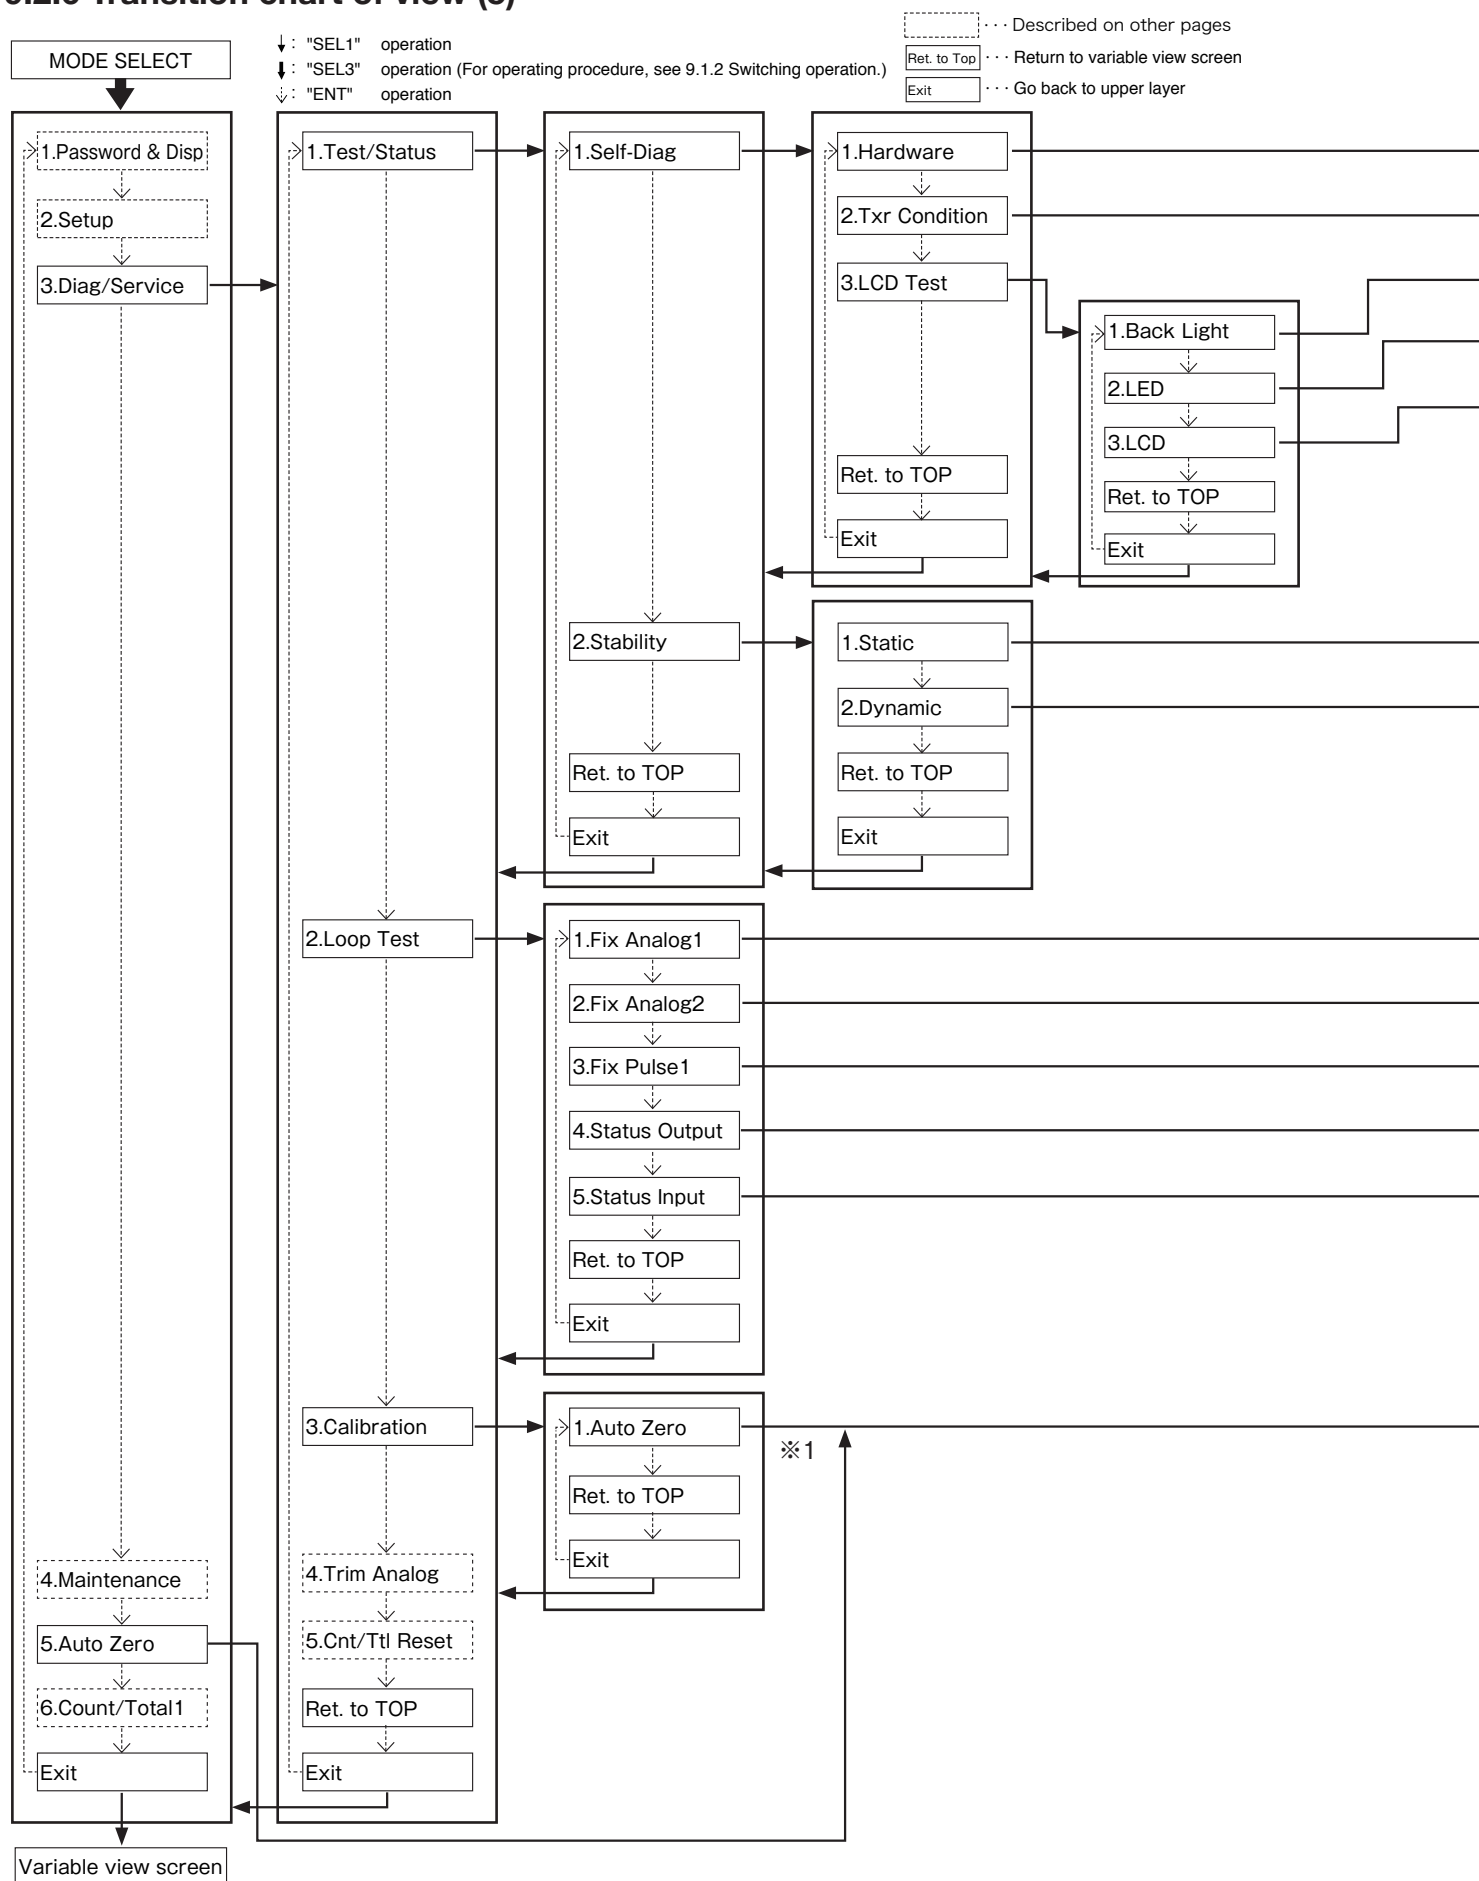 MODE SELECT
: "SEL1" operation
: "SEL3" operation (For operating procedure, see 9.1.2 Switching operation.)
: "ENT" operation
··· Described on other pages
Ret. to Top ··· Return to variable view screen
Exit ··· Go back to upper layer
1.Password & Disp
2.Setup
3.Diag/Service
4.Maintenance
5.Auto Zero
6.Count/Total1
Exit
Variable view screen
1.Test/Status
2.Loop Test
3.Calibration
4.Trim Analog
5.Cnt/Ttl Reset
Ret. to TOP
Exit
1.Self-Diag
2.Stability
Ret. to TOP
Exit
1.Hardware
2.Txr Condition
3.LCD Test
Ret. to TOP
Exit
1.Back Light
2.LED
3.LCD
Ret. to TOP
Exit
1.Static
2.Dynamic
Ret. to TOP
Exit
1.Fix Analog1
2.Fix Analog2
3.Fix Pulse1
4.Status Output
5.Status Input
Ret. to TOP
Exit
1.Auto Zero
※1
Ret. to TOP
Exit